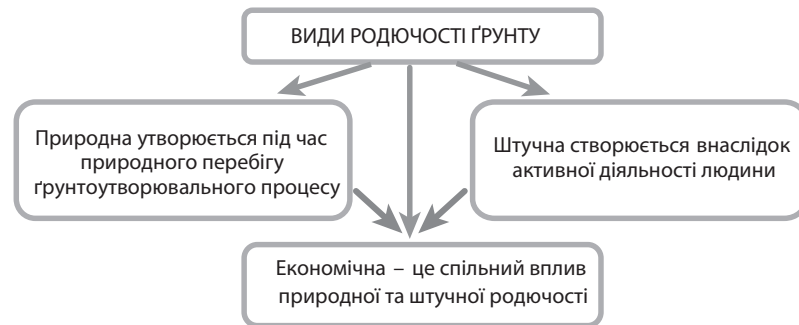 ВИДИ РОДЮЧОСТІ ҐРУНТУ
Природна утворюється під час
природного перебігу
ґрунтоутворювального процесу
Штучна створюється внаслідок
активної діяльності людини
Економічна – це спільний вплив
природної та штучної родючості